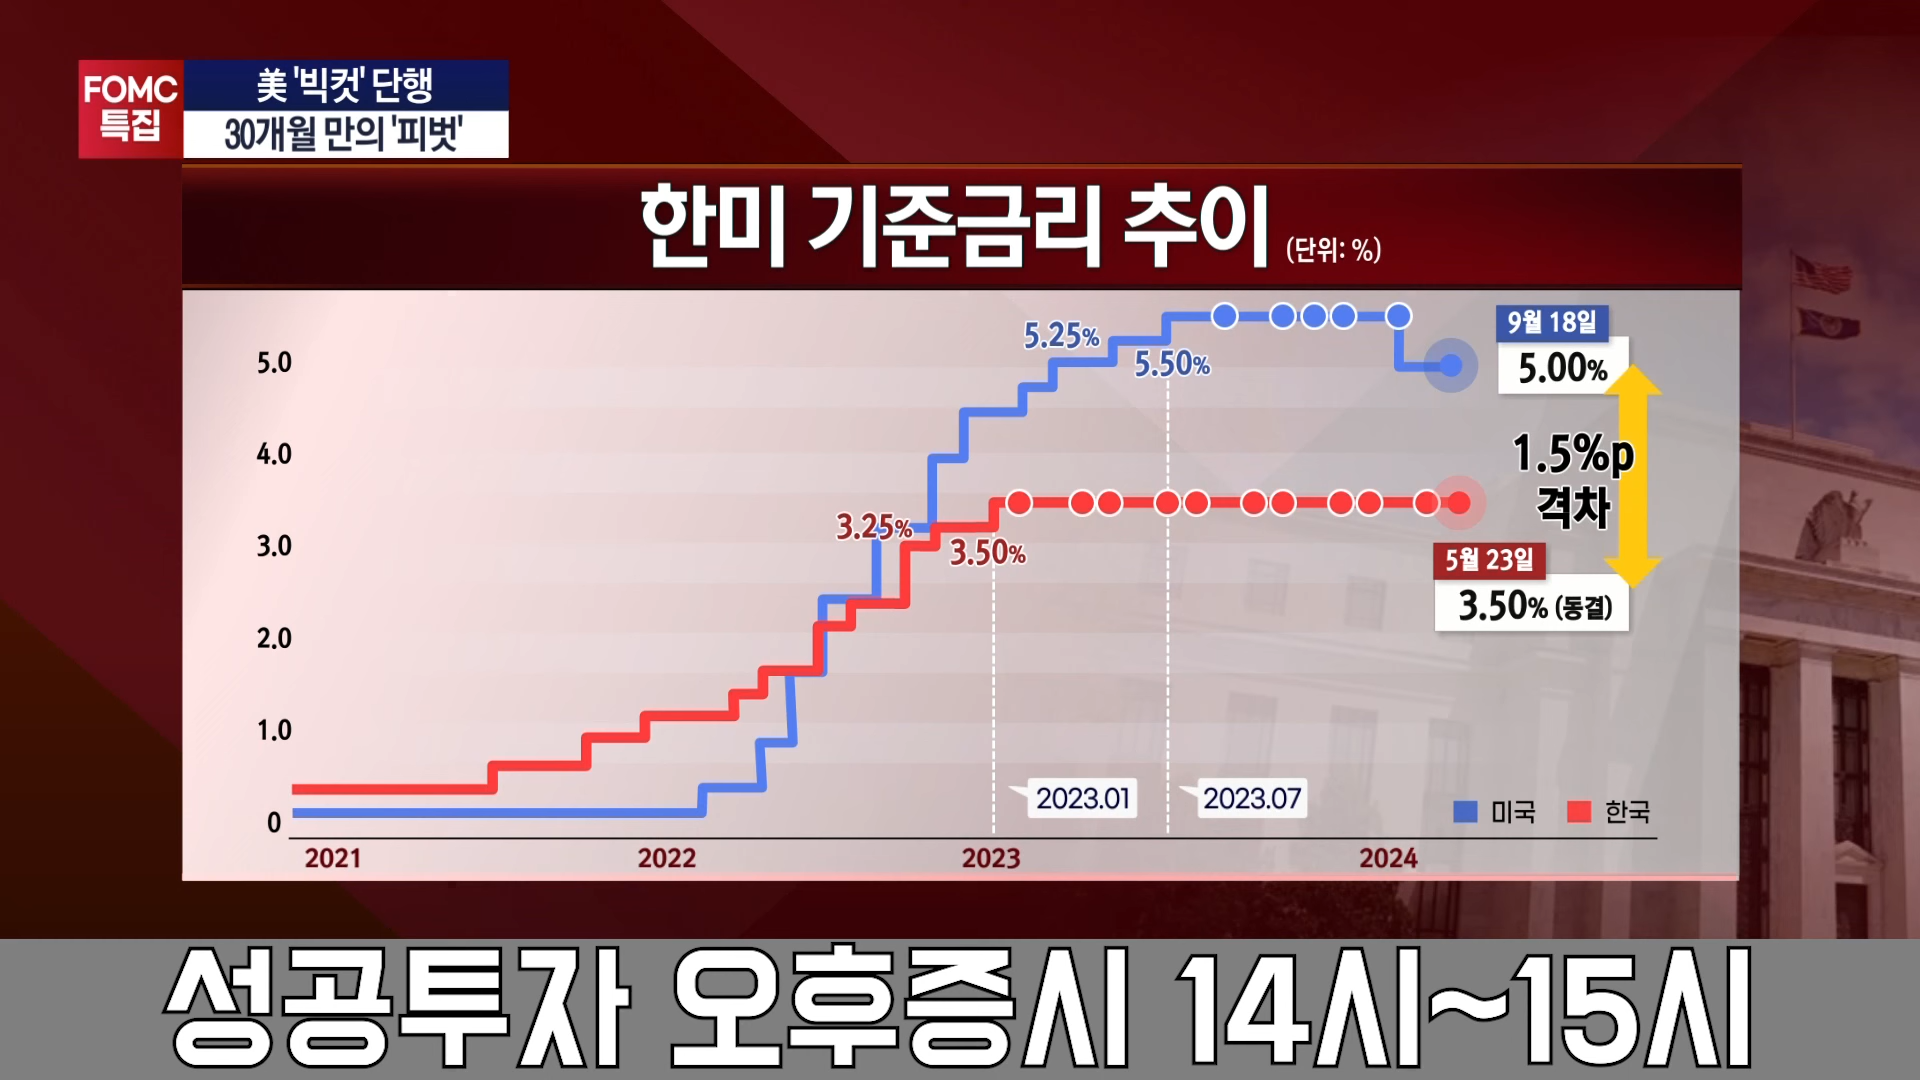 FOMC
특집
美 '빅컷' 단행
30개월 만의 '피벗'
한미 기준금리 추이 (단위: %)
5.0
4.0
3.0
2.0
1.0
0
5.25%
5.50%
3.25%
3.50%
9월 18일
5.00%
1.5%p
격차
5월 23일
3.50% (동결)
2023.01
2023.07
미국
한국
2021
2022
2023
2024
성공투자 오후증시 14시~15시